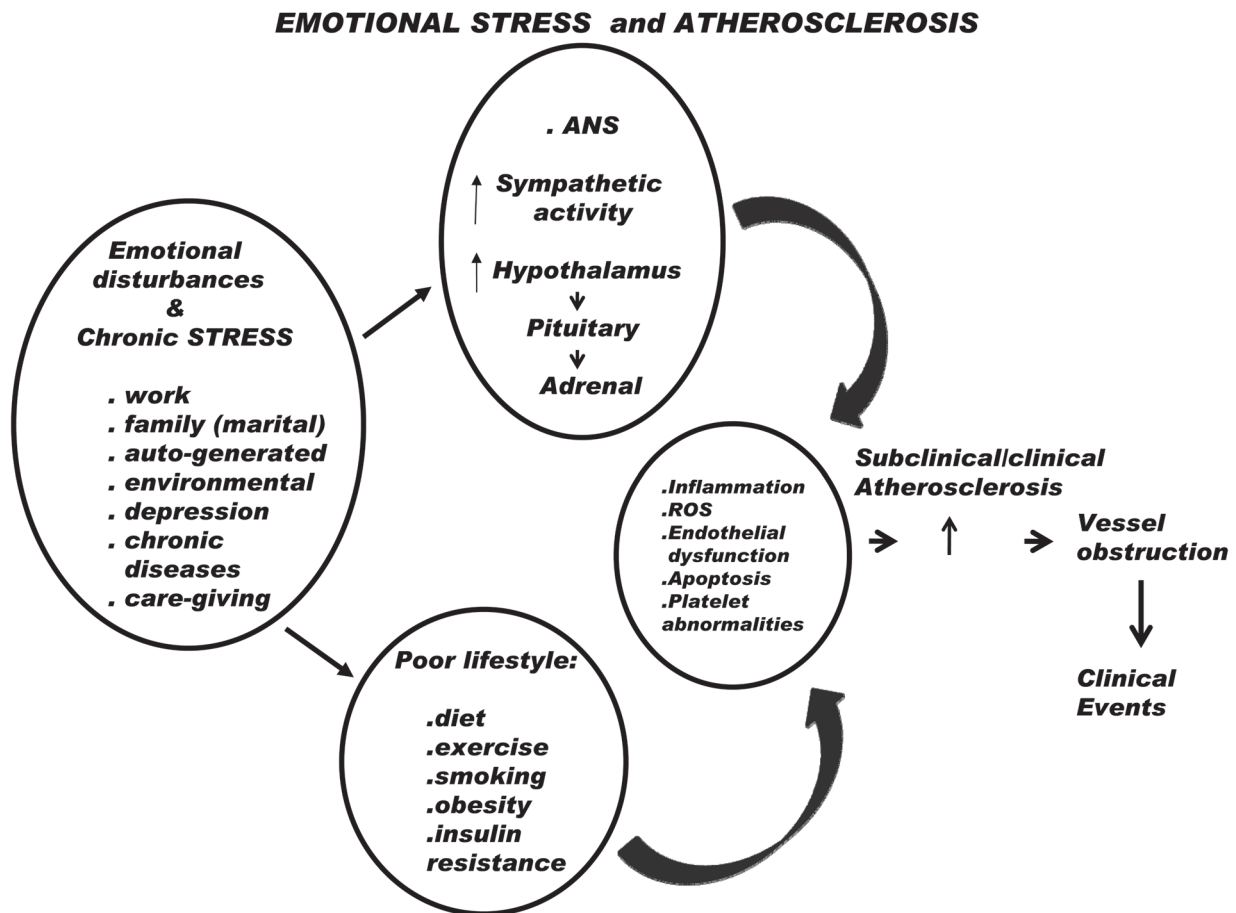 EMOTIONAL STRESS and ATHEROSCLEROSIS
Emotional
disturbances
&
Chronic STRESS
. work
. family (marital)
. auto-generated
. environmental
. depression
. chronic
diseases
. care-giving
. ANS
Sympathetic
activity
Hypothalamus
Pituitary
Adrenal
Poor lifestyle:
.diet
.exercise
.smoking
.obesity
.insulin
resistance
.Inflammation
.ROS
.Endothelial
dysfunction
.Apoptosis
.Platelet
abnormalities
Subclinical/clinical
Atherosclerosis
Vessel
obstruction
Clinical
Events